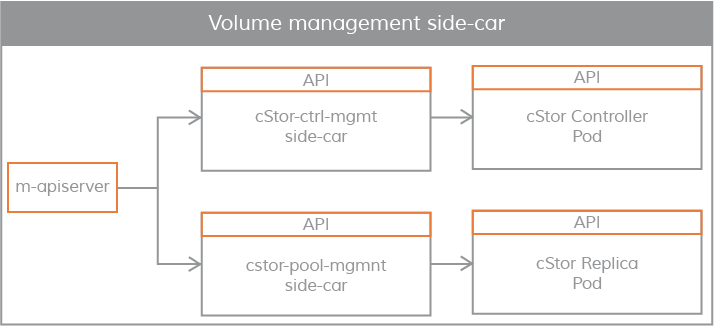 Volume management side-car
API
cStor-ctrl-mgmt
side-car
API
cStor Controller
Pod
m-apiserver
API
cstor-pool-mgmnt
side-car
API
cStor Replica
Pod